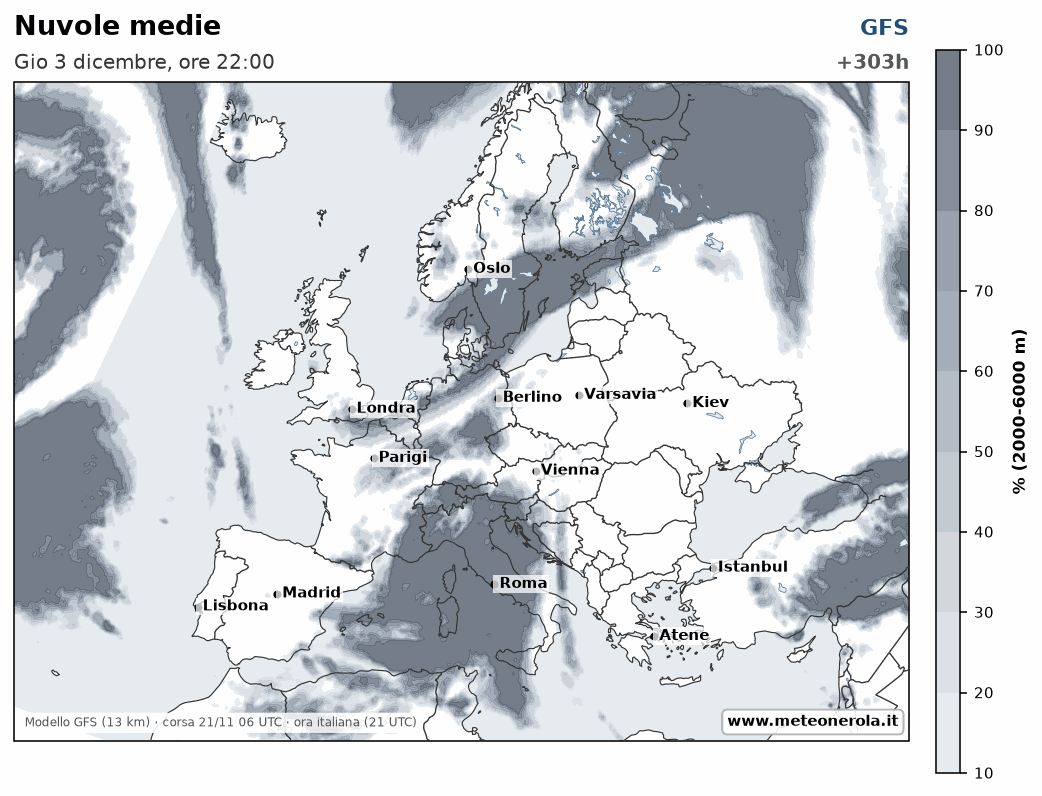 Nuvole medie
GFS
Gio 3 dicembre, ore 22:00
+303h
100
90
80
70
60
50
40
30
20
10
% (2000-6000 m)
Oslo
Londra
Berlino
Varsavia
Kiev
Parigi
Vienna
Istanbul
Roma
Madrid
Lisbona
Atene
Modello GFS (13 km) · corsa 21/11 06 UTC · ora italiana (21 UTC)
www.meteonerola.it